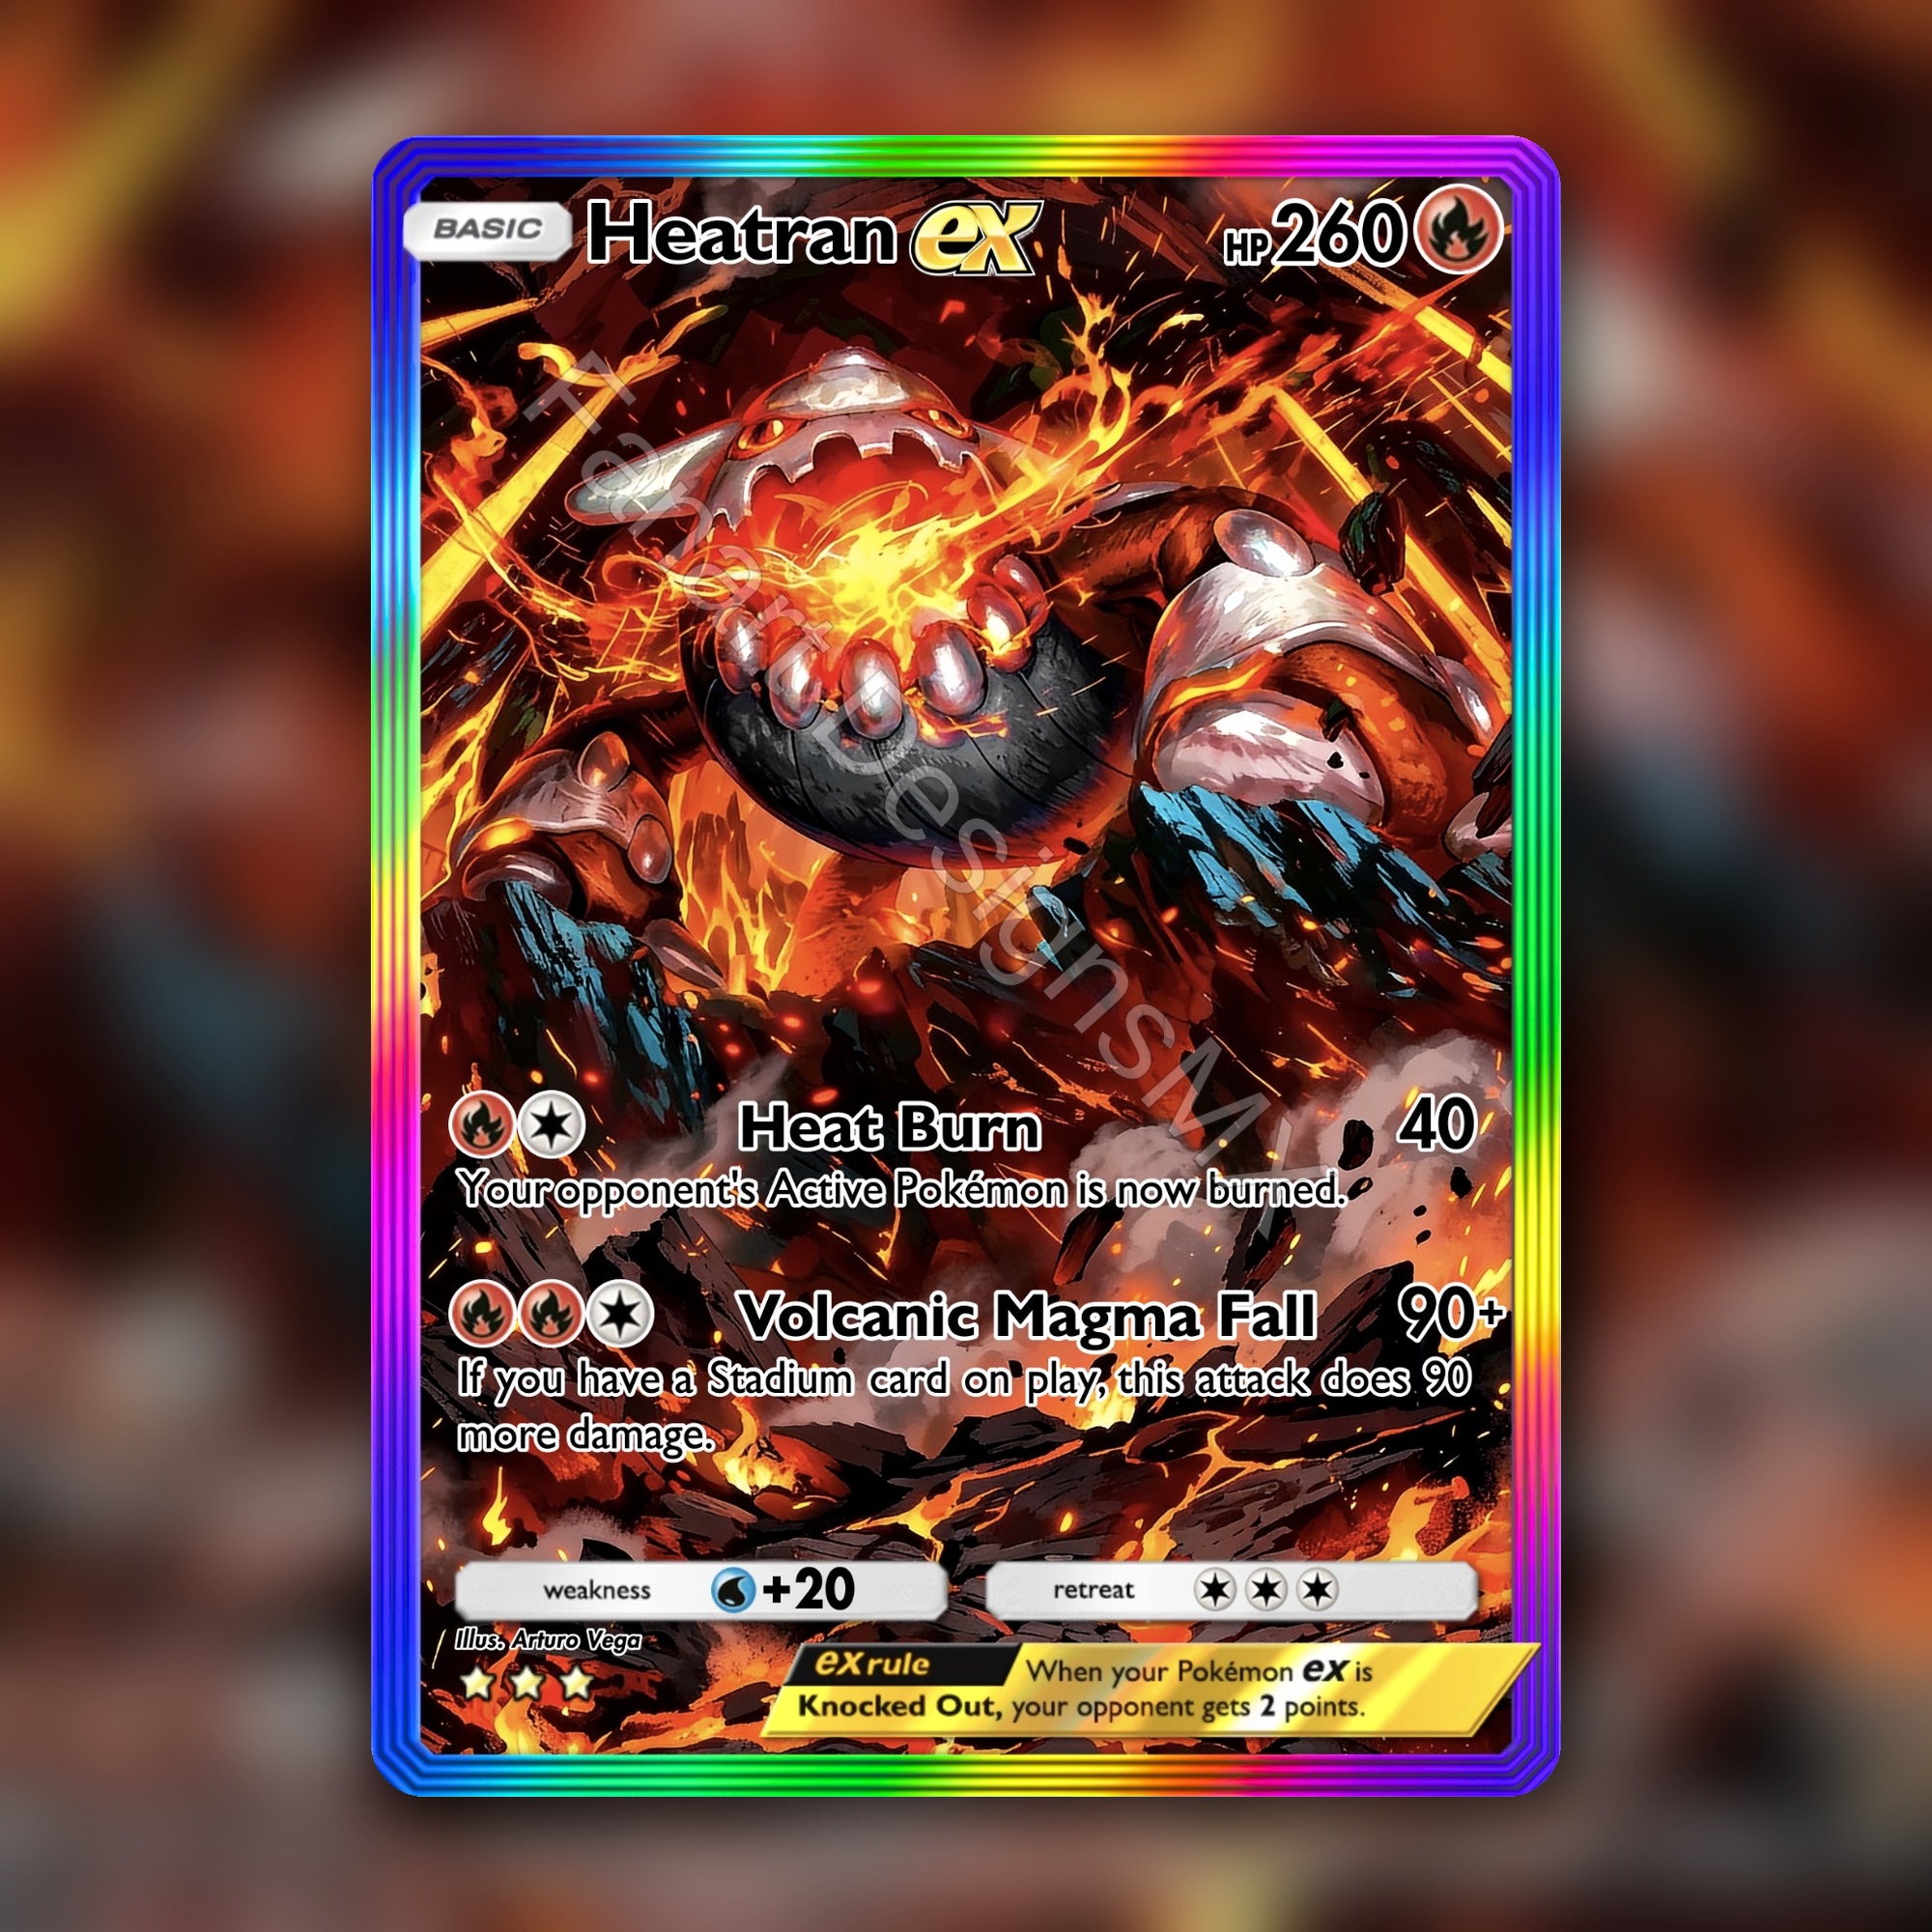 BASIC Heatran ex HP260
FanartDesignsMX
Heat Burn 40
Your opponent's Active Pokémon is now burned.
Volcanic Magma Fall 90+
If you have a Stadium card on play, this attack does 90
more damage.
weakness +20 retreat
Illus. Arturo Vega
ex rule When your Pokémon ex is
Knocked Out, your opponent gets 2 points.